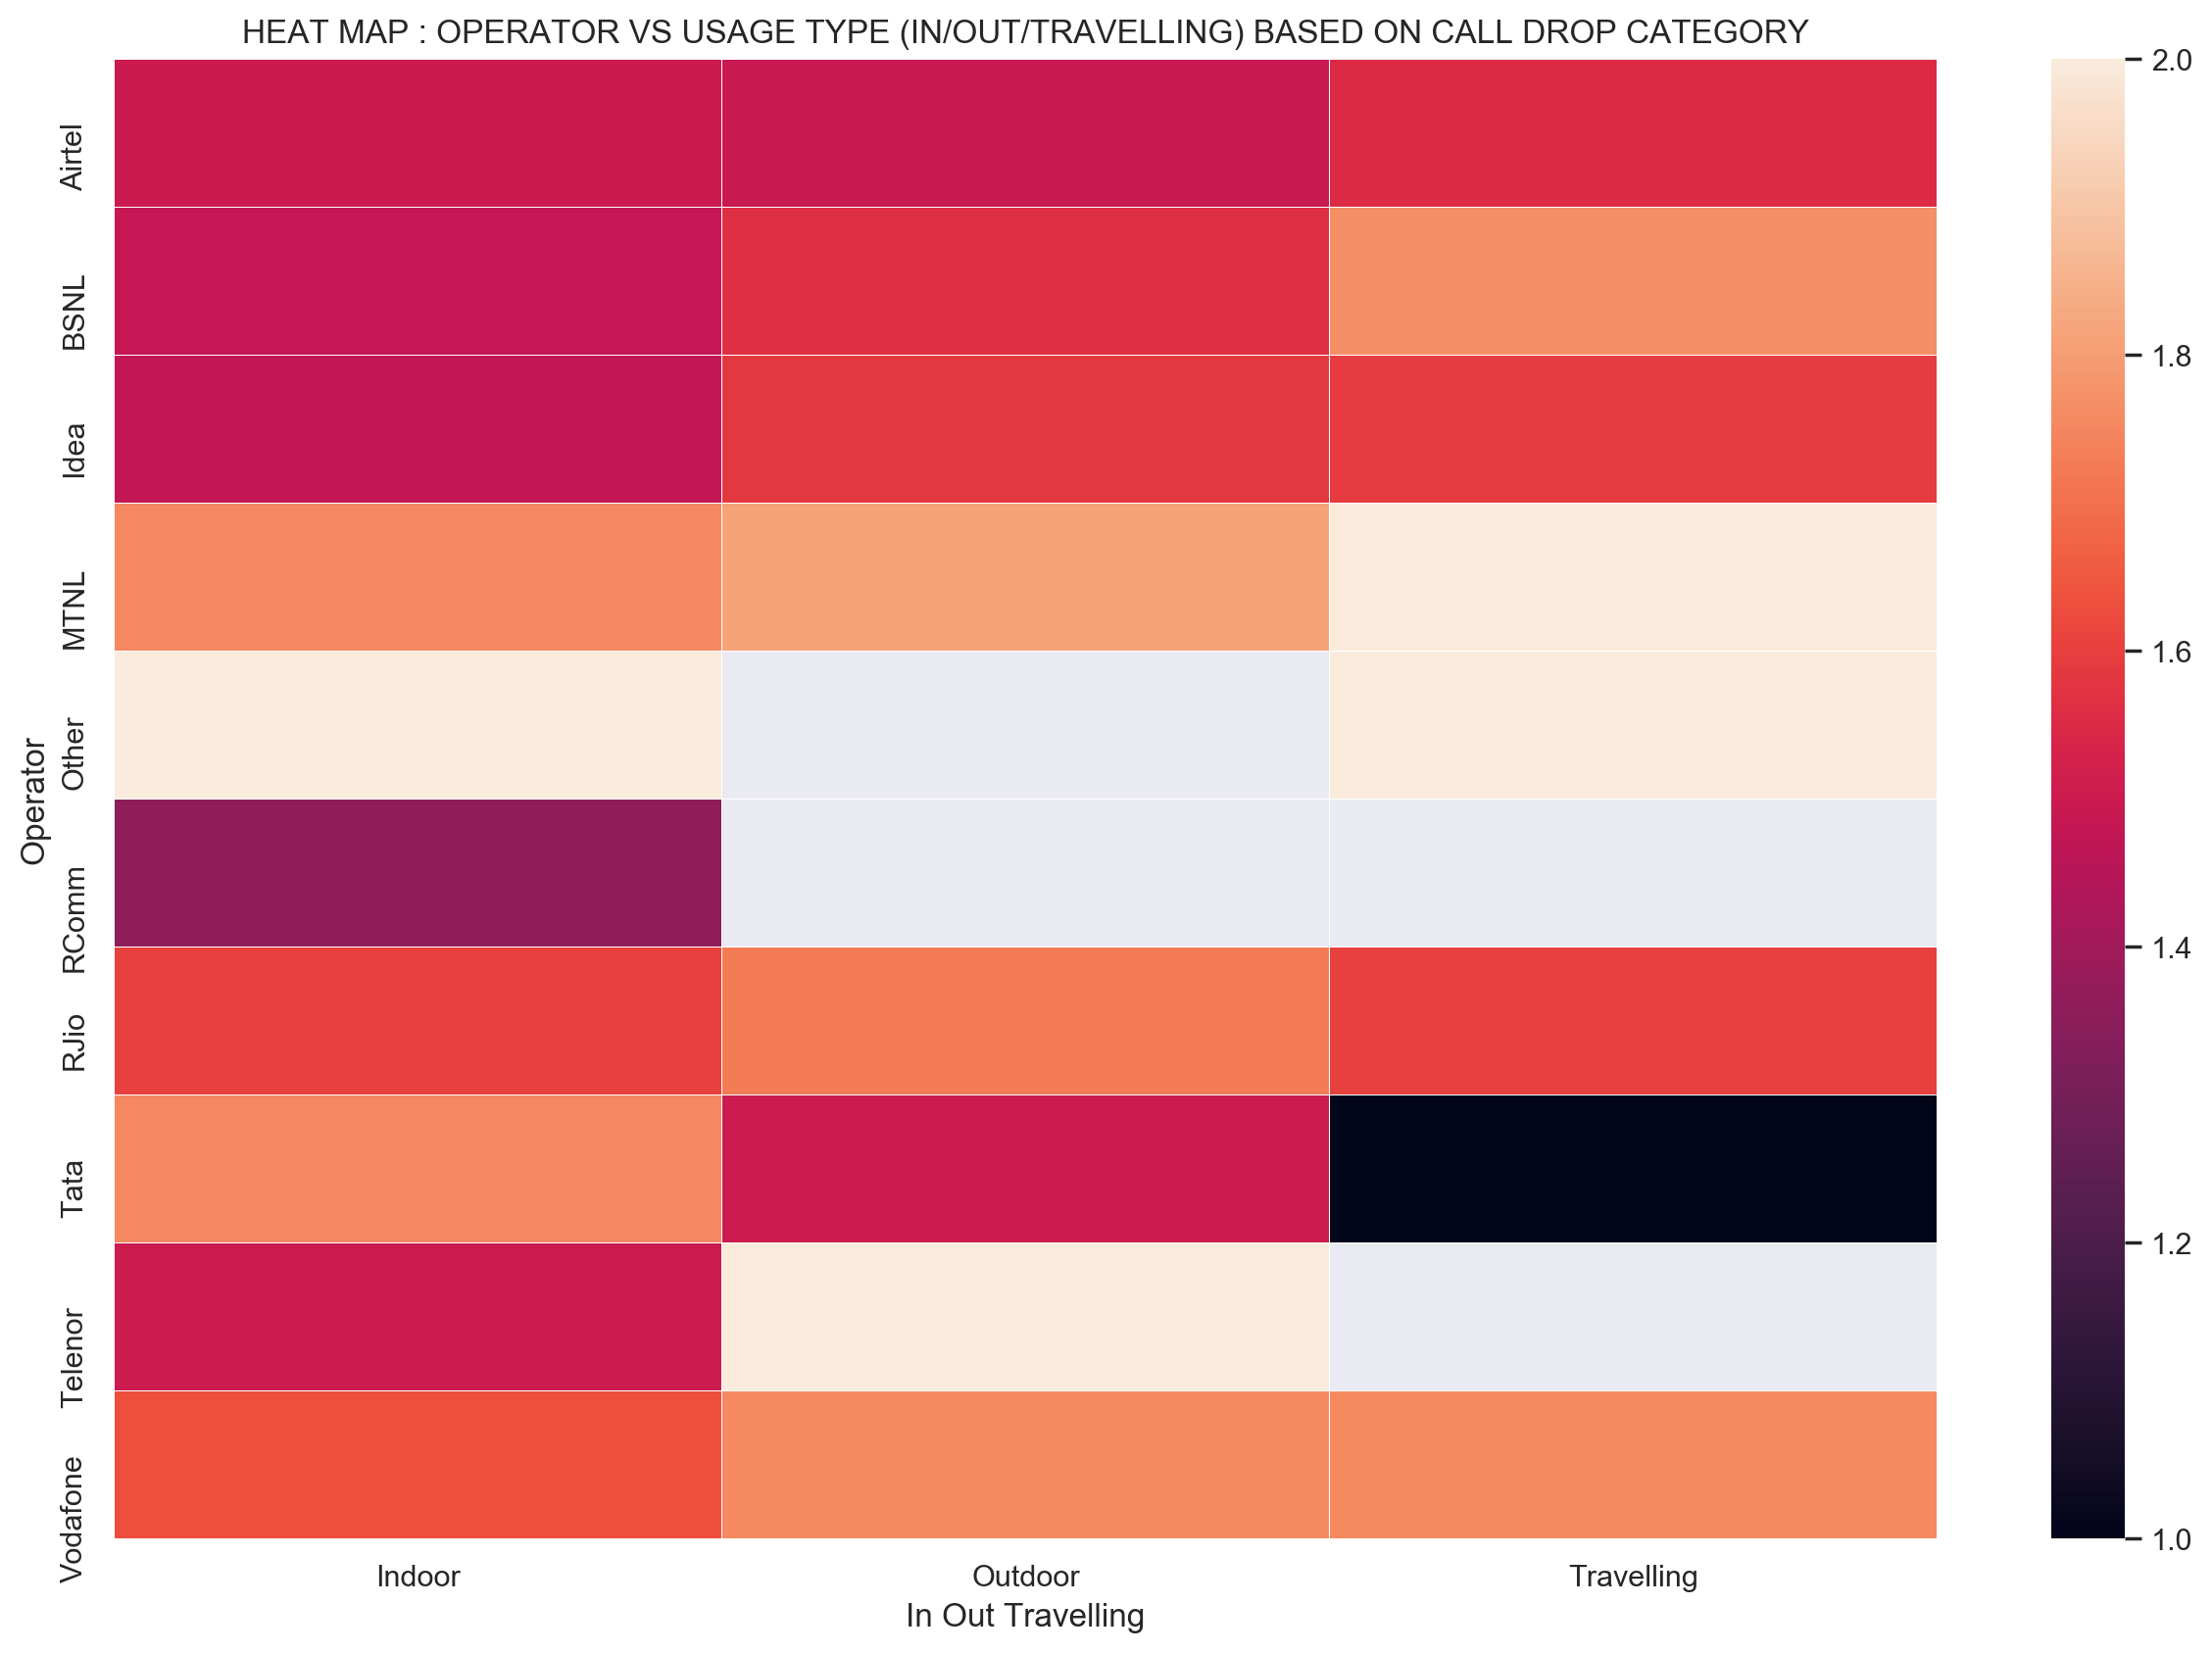 HEAT MAP : OPERATOR VS USAGE TYPE (IN/OUT/TRAVELLING) BASED ON CALL DROP CATEGORY
Operator
Airtel
BSNL
Idea
MTNL
Other
RComm
RJio
Tata
Telenor
Vodafone
Indoor
Outdoor
Travelling
In Out Travelling
2.0
1.8
1.6
1.4
1.2
1.0